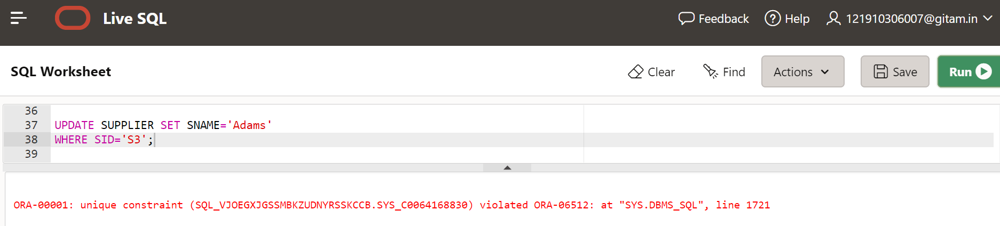 Live SQL
Feedback
Help
121910306007@gitam.in
SQL Worksheet
Clear
Find
Actions
Save
Run
36
37 UPDATE SUPPLIER SET SNAME='Adams'
38 WHERE SID='S3';
39
ORA-00001: unique constraint (SQL_VJOEGXJGSSMBKZUDNYRSSKCCB.SYS_C0064168830) violated ORA-06512: at "SYS.DBMS_SQL", line 1721